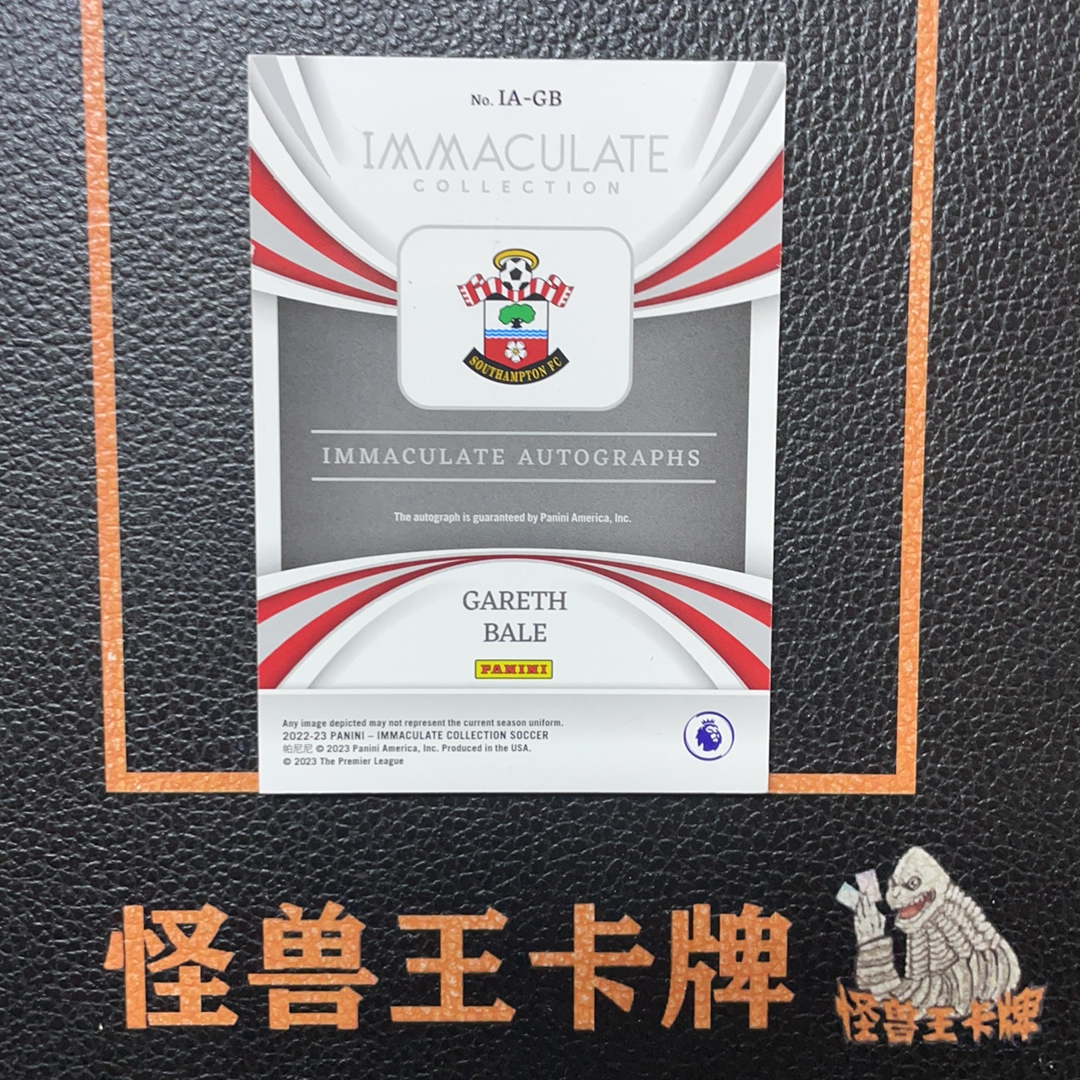 No. IA-GB
IMMACULATE
COLLECTION
SOUTHAMPTON FC
IMMACULATE AUTOGRAPHS
The autograph is guaranteed by Panini America, Inc.
GARETH
BALE
PANINI
Any image depicted may not represent the current season uniform.
2022-23 PANINI – IMMACULATE COLLECTION SOCCER
帕尼尼 © 2023 Panini America, Inc. Produced in the USA.
© 2023 The Premier League
怪兽王卡牌
怪兽王卡牌